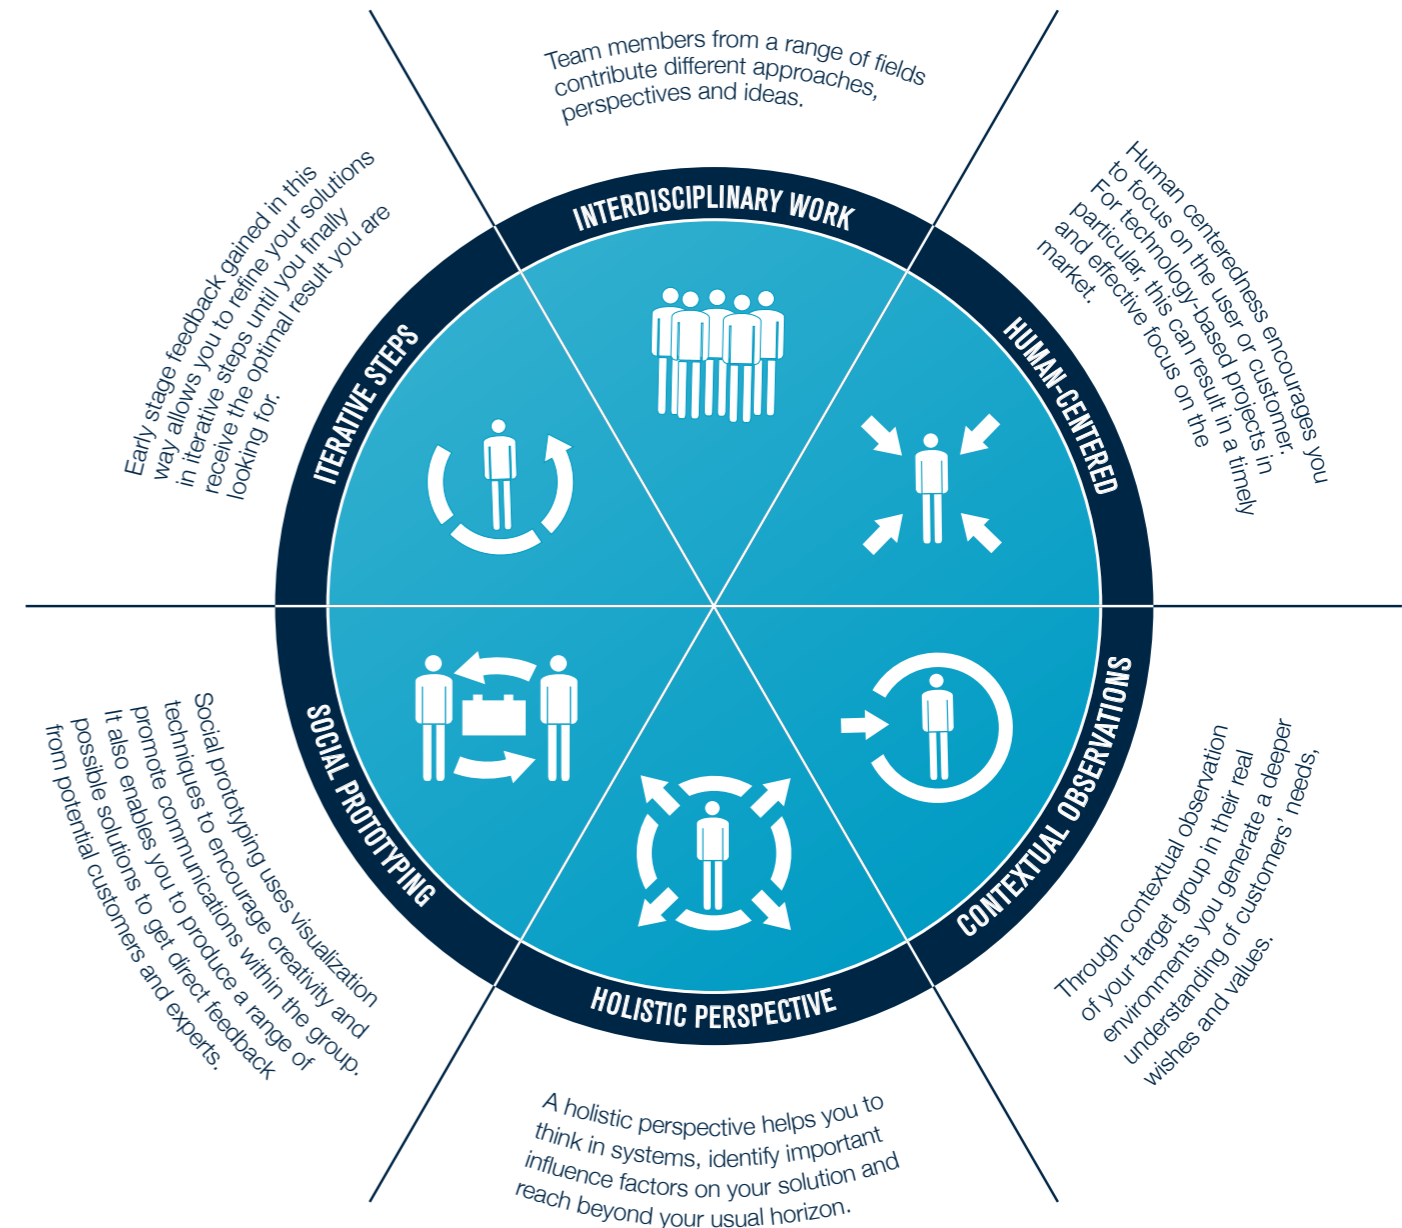 Team members from a range of fields
contribute different approaches,
perspectives and ideas.
INTERDISCIPLINARY WORK
Human centeredness encourages you
to focus on the user or customer.
For technology-based projects in
particular, this can result in a timely
and effective focus on the
market.
HUMAN-CENTERED
Through contextual observation
of your target group in their real
environments you generate a deeper
understanding of customers' needs,
wishes and values.
CONTEXTUAL OBSERVATIONS
HOLISTIC PERSPECTIVE
A holistic perspective helps you to
think in systems, identify important
influence factors on your solution and
reach beyond your usual horizon.
SOCIAL PROTOTYPING
Social prototyping uses visualization
techniques to encourage creativity and
promote communications within the group.
It also enables you to produce a range of
possible solutions to get direct feedback
from potential customers and experts.
ITERATIVE STEPS
Early stage feedback gained in this
way allows you to refine your solutions
in iterative steps until you finally
receive the optimal result you are
looking for.